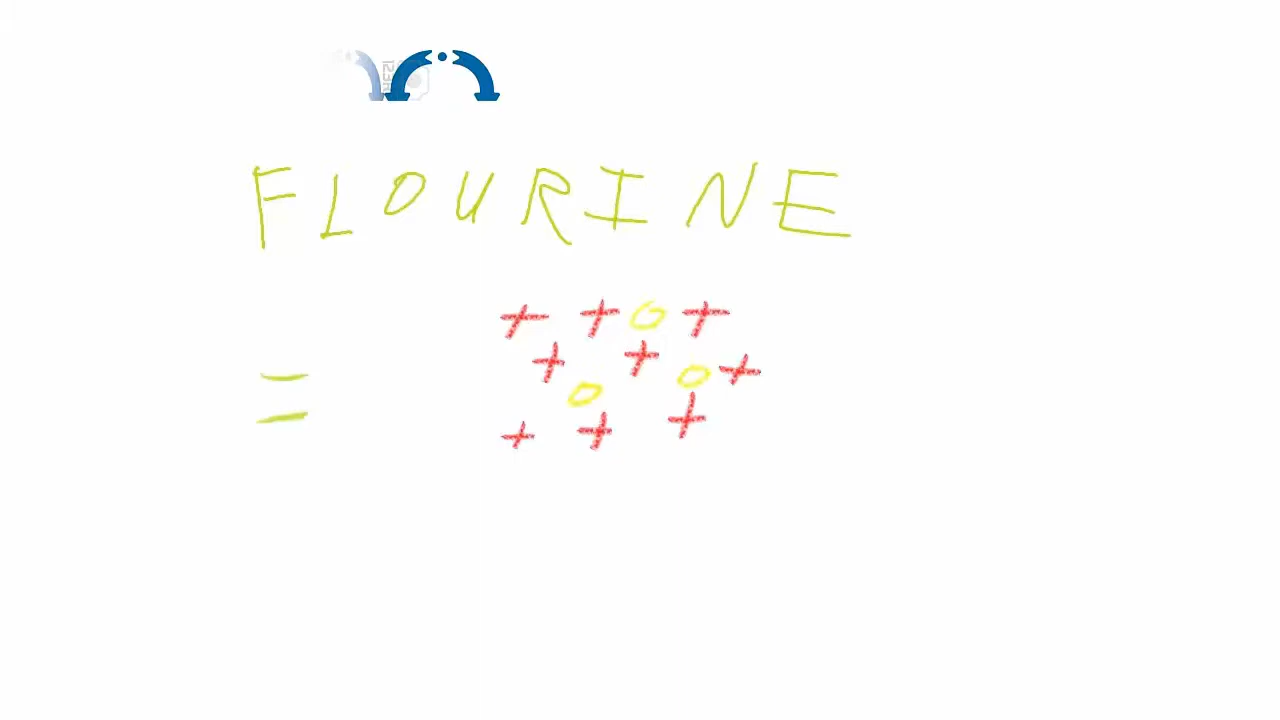 FLOURINE
= + + O +
+ + O +
O
+ + +